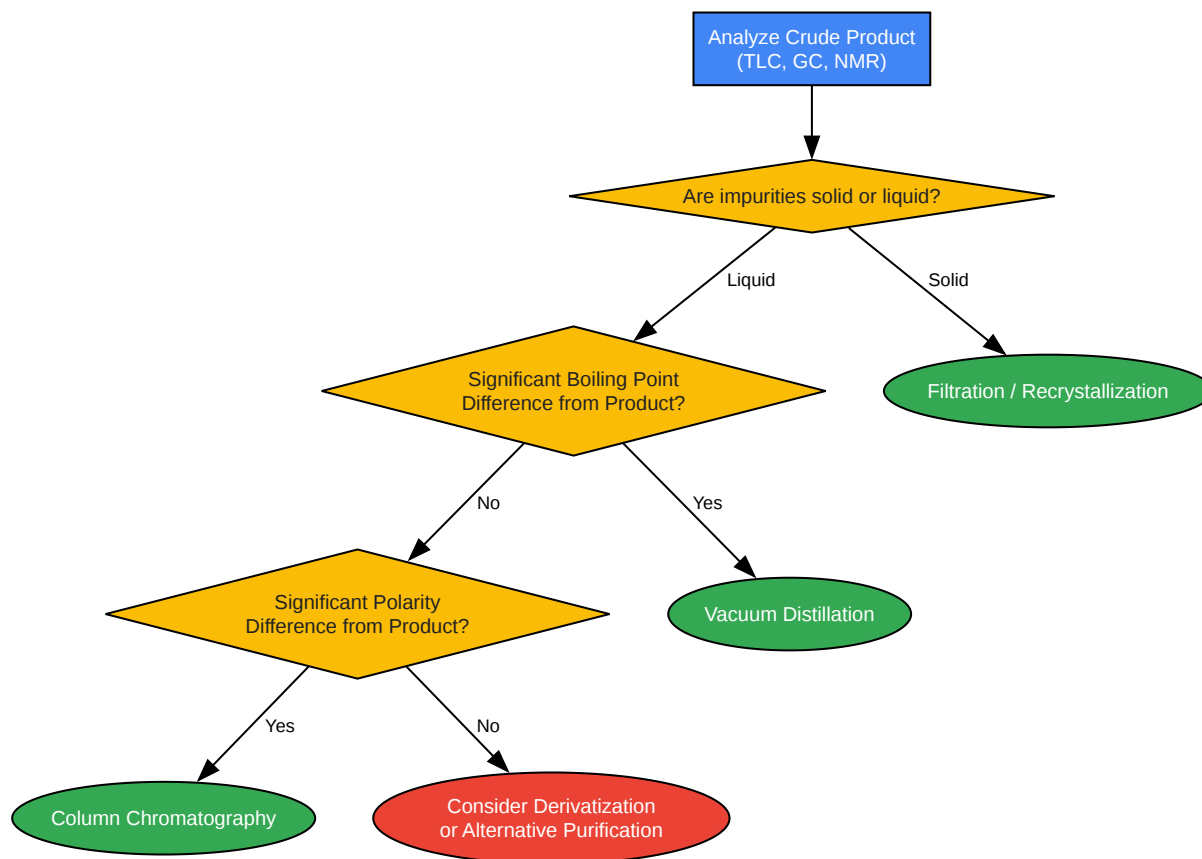 Analyze Crude Product
(TLC, GC, NMR)
Are impurities solid or liquid?
Liquid
Solid
Significant Boiling Point
Difference from Product?
Filtration / Recrystallization
No
Yes
Significant Polarity
Difference from Product?
Vacuum Distillation
Yes
No
Column Chromatography
Consider Derivatization
or Alternative Purification